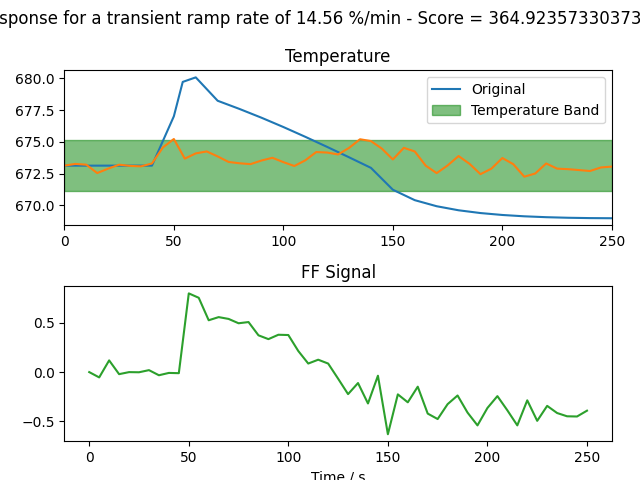 sponse for a transient ramp rate of 14.56 %/min - Score = 364.92357330373
Temperature
680.0
677.5
675.0
672.5
670.0
Original
Temperature Band
0 50 100 150 200 250
FF Signal
0.5
0.0
−0.5
0 50 100 150 200 250
Time / s